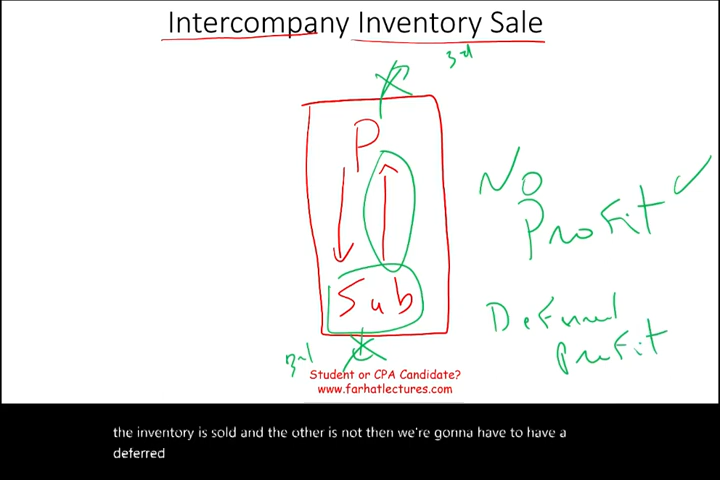 Intercompany Inventory Sale
3rd
P
No
Profit
Sub
Deferred
Profit
3rd
Student or CPA Candidate?
www.farhatlectures.com
the inventory is sold and the other is not then we're gonna have to have a
deferred